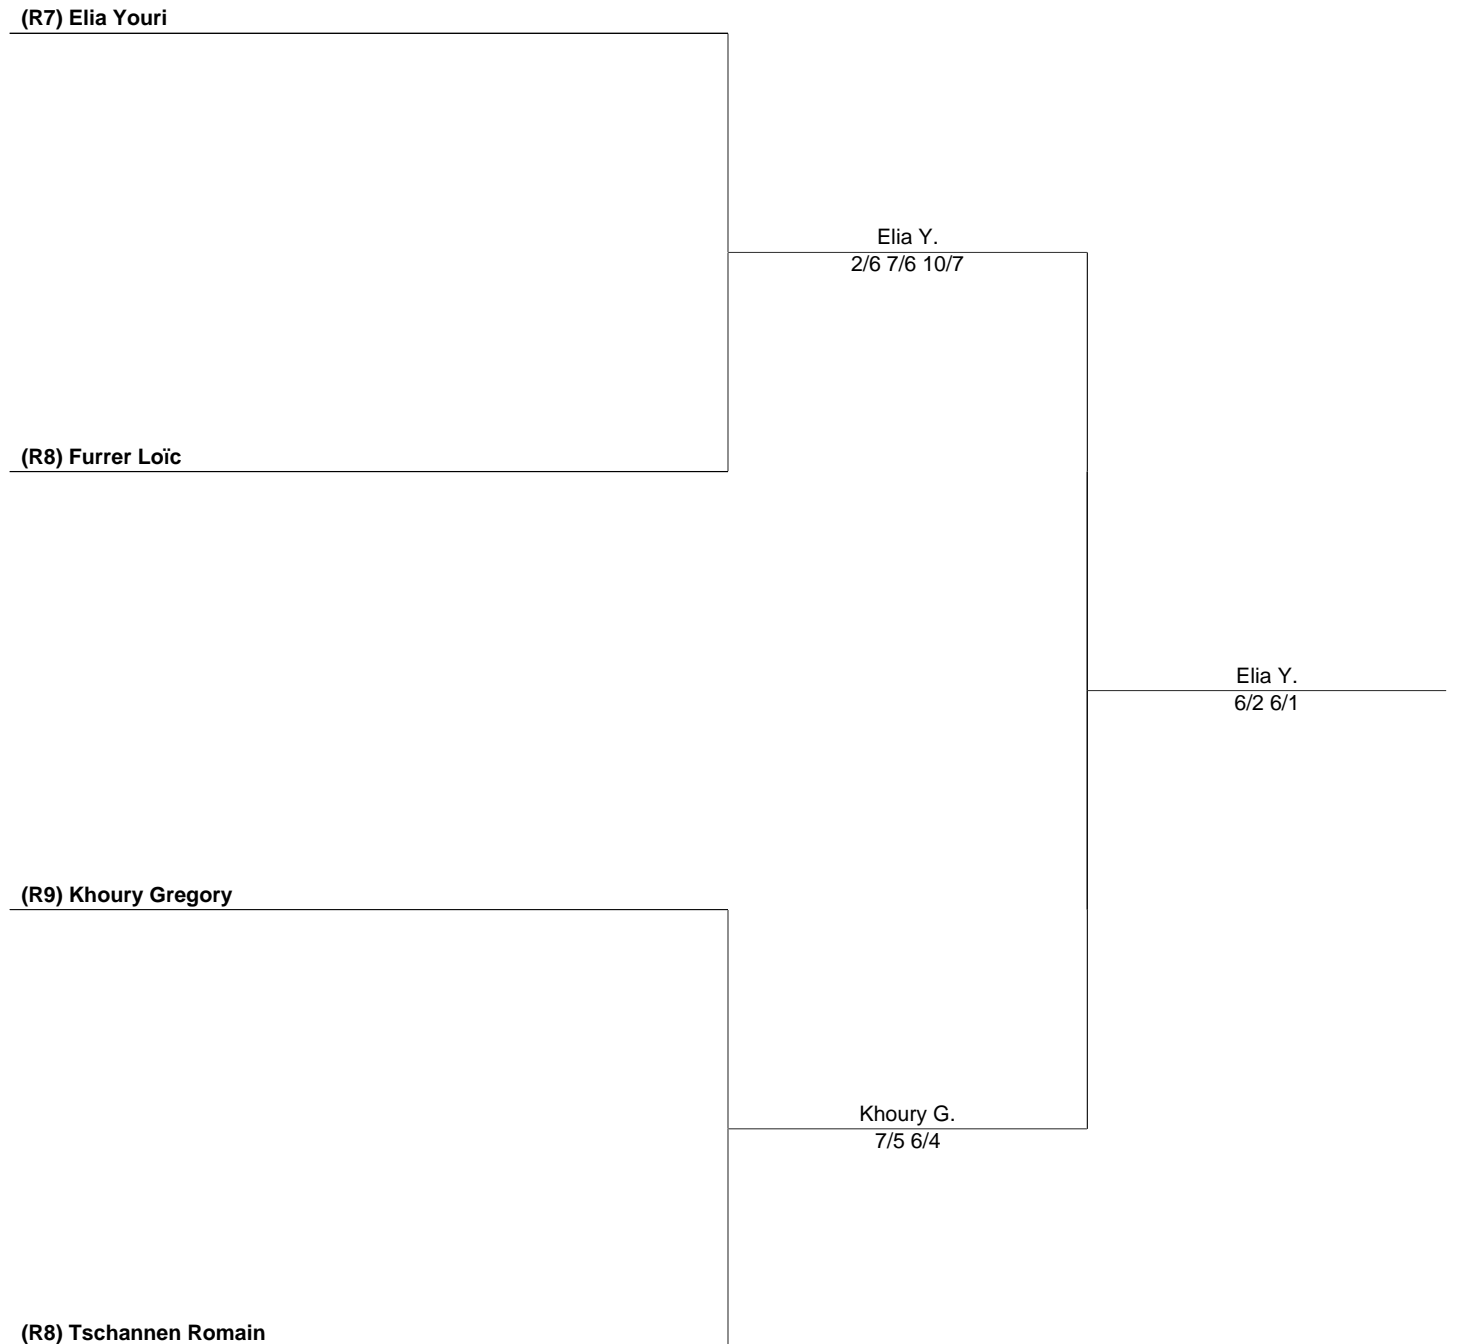 (R7) Elia Youri
Elia Y.
2/6 7/6 10/7
(R8) Furrer Loïc
Elia Y.
6/2 6/1
(R9) Khoury Gregory
Khoury G.
7/5 6/4
(R8) Tschannen Romain